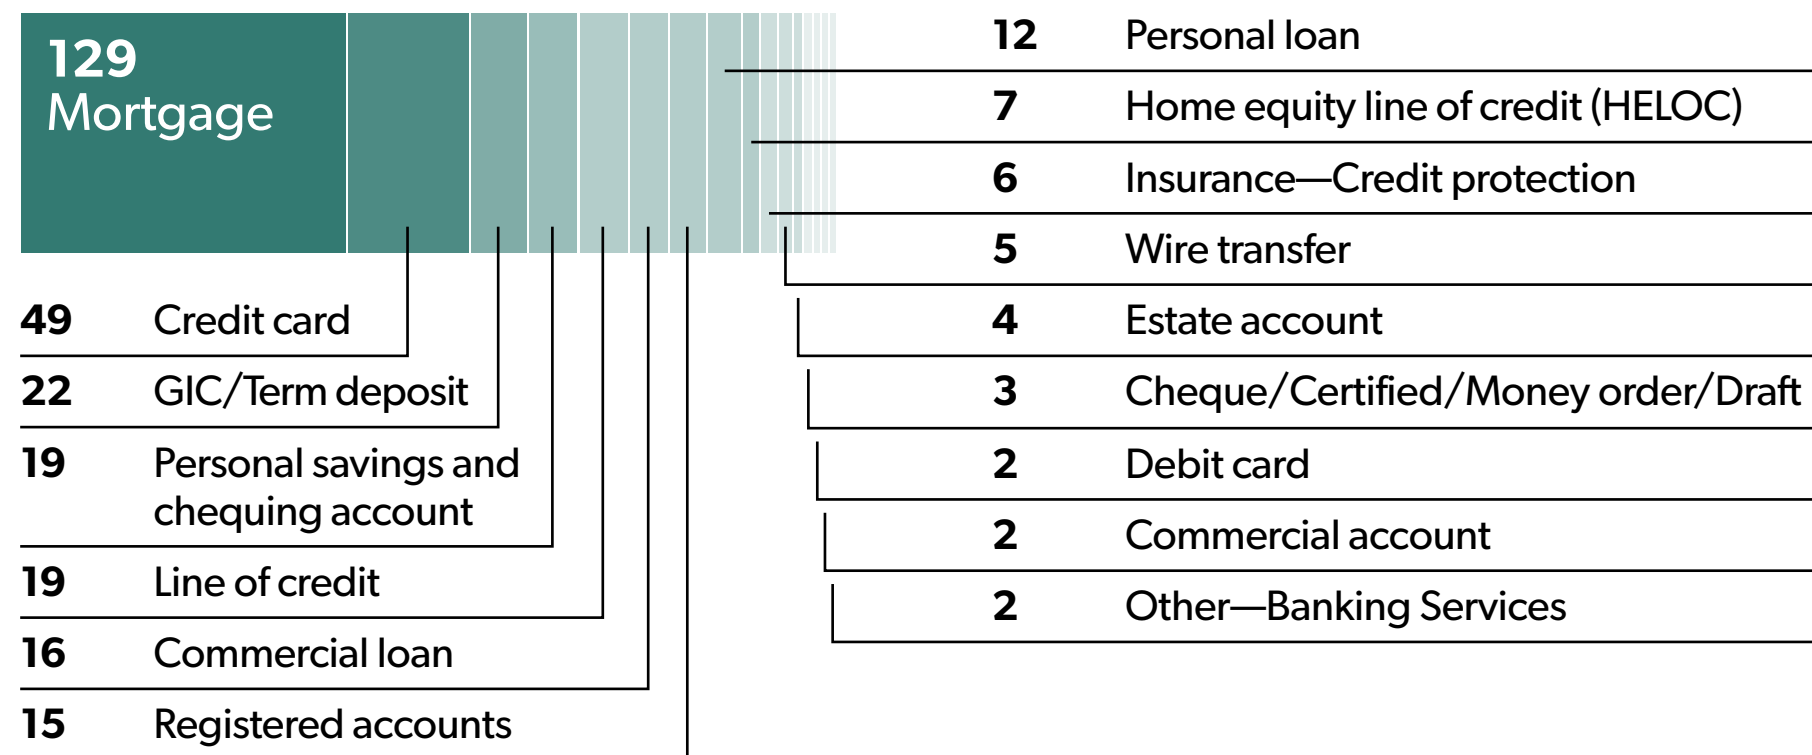 129
Mortgage
49 Credit card
22 GIC/Term deposit
19 Personal savings and
chequing account
19 Line of credit
16 Commercial loan
15 Registered accounts
12 Personal loan
7 Home equity line of credit (HELOC)
6 Insurance—Credit protection
5 Wire transfer
4 Estate account
3 Cheque/Certified/Money order/Draft
2 Debit card
2 Commercial account
2 Other—Banking Services